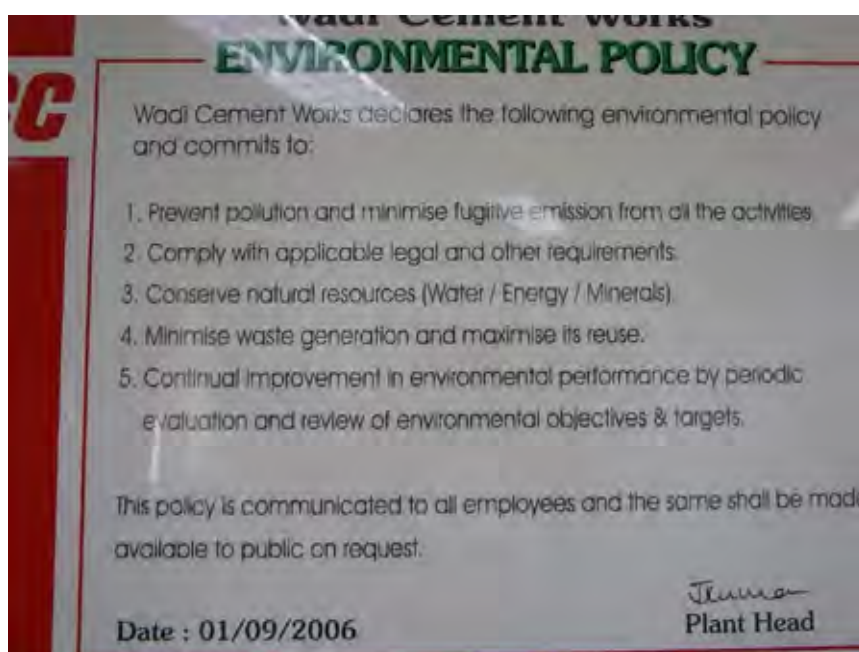 Wadi Cement Works
ENVIRONMENTAL POLICY
C
Wadi Cement Works declares the following environmental policy
and commits to:
1. Prevent pollution and minimise fugitive emission from all the activities
2. Comply with applicable legal and other requirements.
3. Conserve natural resources (Water / Energy / Minerals).
4. Minimise waste generation and maximise its reuse.
5. Continual improvement in environmental performance by periodic
evaluation and review of environmental objectives & targets.
This policy is communicated to all employees and the same shall be made
available to public on request.
Date : 01/09/2006
Plant Head